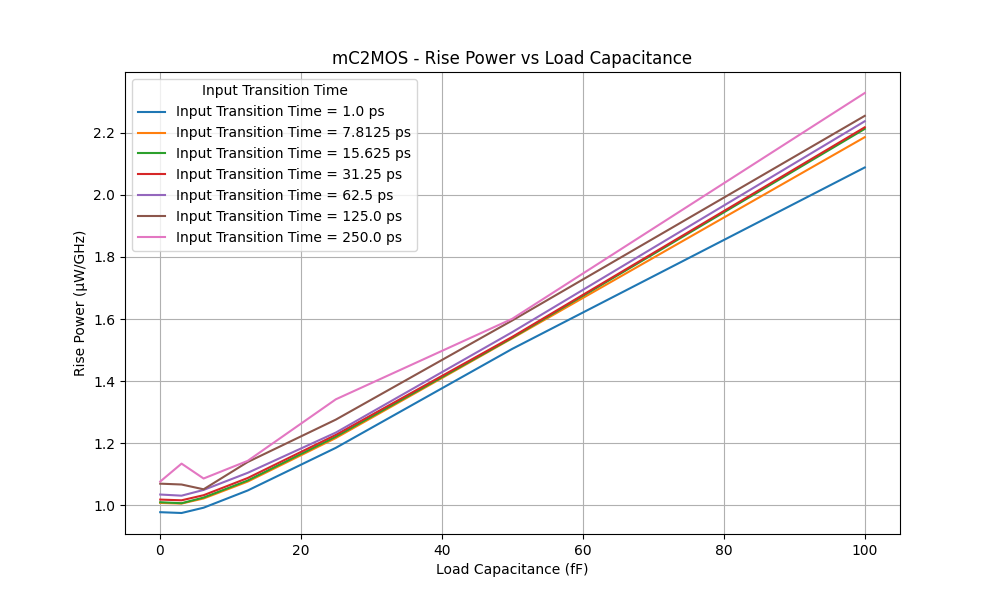 mC2MOS - Rise Power vs Load Capacitance
Input Transition Time
Input Transition Time = 1.0 ps
Input Transition Time = 7.8125 ps
Input Transition Time = 15.625 ps
Input Transition Time = 31.25 ps
Input Transition Time = 62.5 ps
Input Transition Time = 125.0 ps
Input Transition Time = 250.0 ps
Rise Power (µW/GHz)
2.2
2.0
1.8
1.6
1.4
1.2
1.0
0 20 40 60 80 100
Load Capacitance (fF)